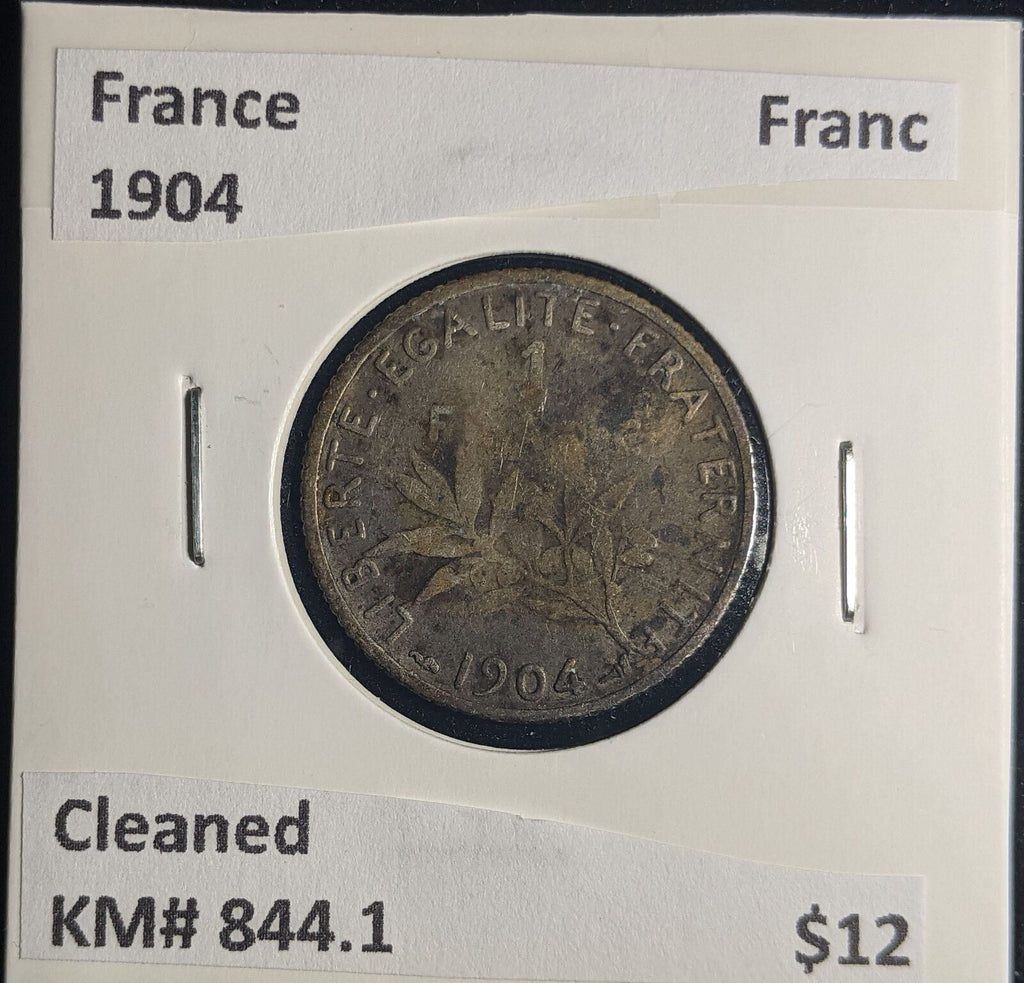 France
Franc
1904
LIBERTE·EGALITE·FRATERNITE
1
F
1904
Cleaned
KM# 844.1
$12